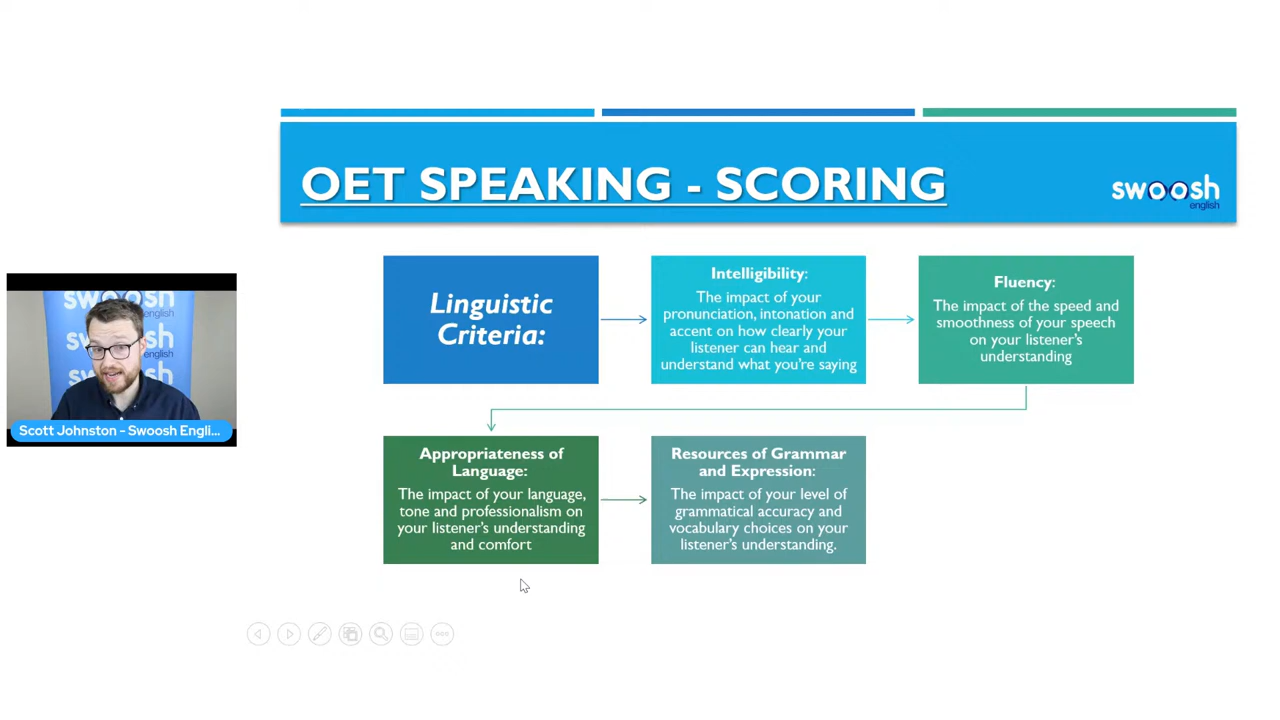 OET SPEAKING - SCORING
swoosh
english
Linguistic
Criteria:
Intelligibility:
The impact of your
pronunciation, intonation and
accent on how clearly your
listener can hear and
understand what you're saying
Fluency:
The impact of the speed and
smoothness of your speech
on your listener's
understanding
swoosh
english
Scott Johnston - Swoosh Engli...
Appropriateness of
Language:
The impact of your language,
tone and professionalism on
your listener's understanding
and comfort
Resources of Grammar
and Expression:
The impact of your level of
grammatical accuracy and
vocabulary choices on your
listener's understanding.